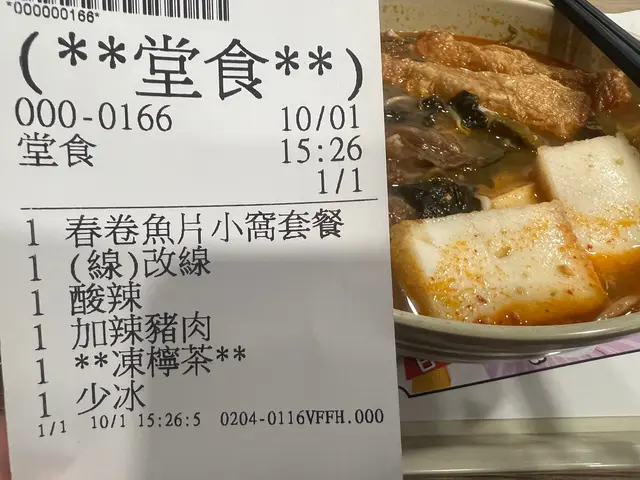 *000000166*
(**堂食**)
000-0166 10/01
堂食 15:26
1/1
1 春卷魚片小窩套餐
1 (線)改線
1 酸辣
1 加辣豬肉
1 **凍檸茶**
1 少冰
1/1 10/1 15:26:5 0204-0116VFFH.000